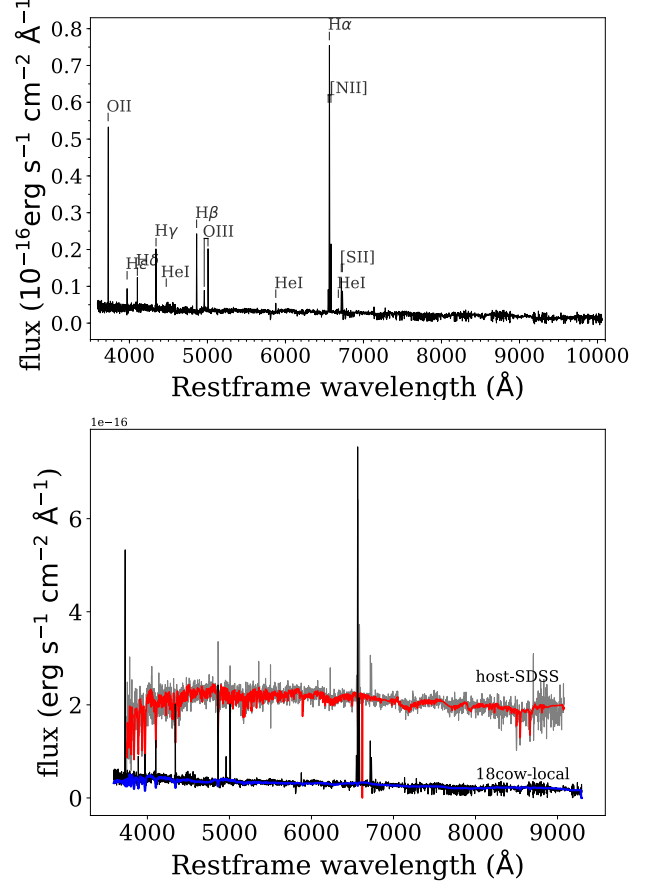 flux (10⁻¹⁶erg s⁻¹ cm⁻² Å⁻¹
0.8
0.7
0.6
0.5
0.4
0.3
0.2
0.1
0.0
Hα
[NII]
OII
Hβ
OIII
Hγ
Hδ
Hε
HeI
[SII]
HeI
HeI
4000 5000 6000 7000 8000 9000 10000
Restframe wavelength (Å)
1e−16
flux (erg s⁻¹ cm⁻² Å⁻¹)
6
4
2
0
host-SDSS
18cow-local
4000 5000 6000 7000 8000 9000
Restframe wavelength (Å)